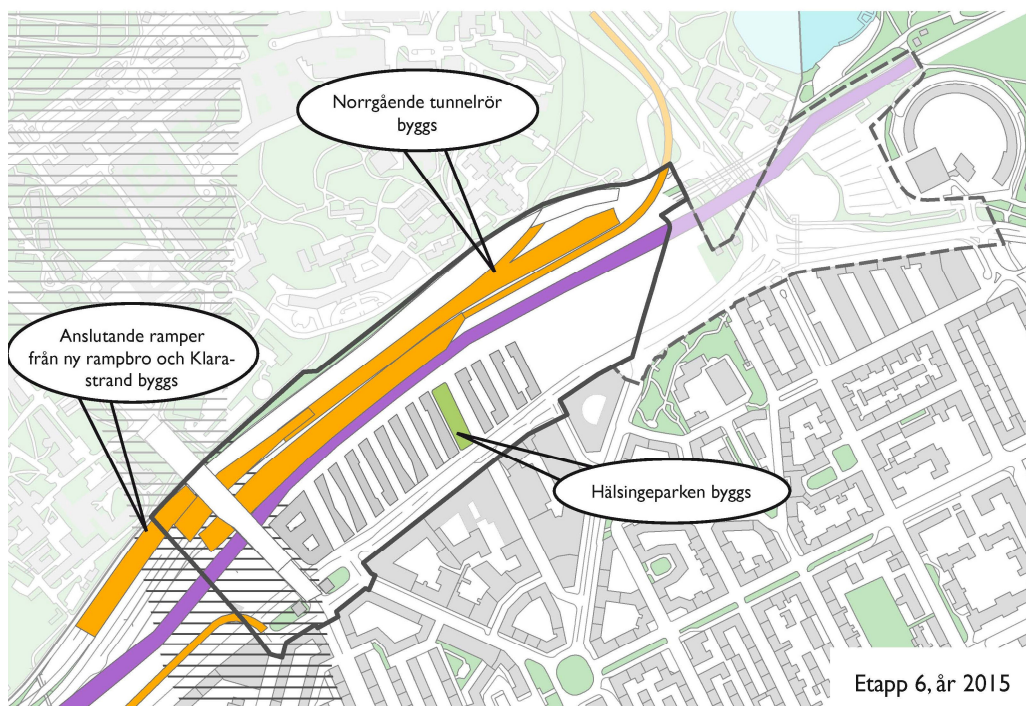 Norrgående tunnelrör
byggs
Anslutande ramper
från ny rampbro och Klara-
strand byggs
Hälsingeparken byggs
Etapp 6, år 2015